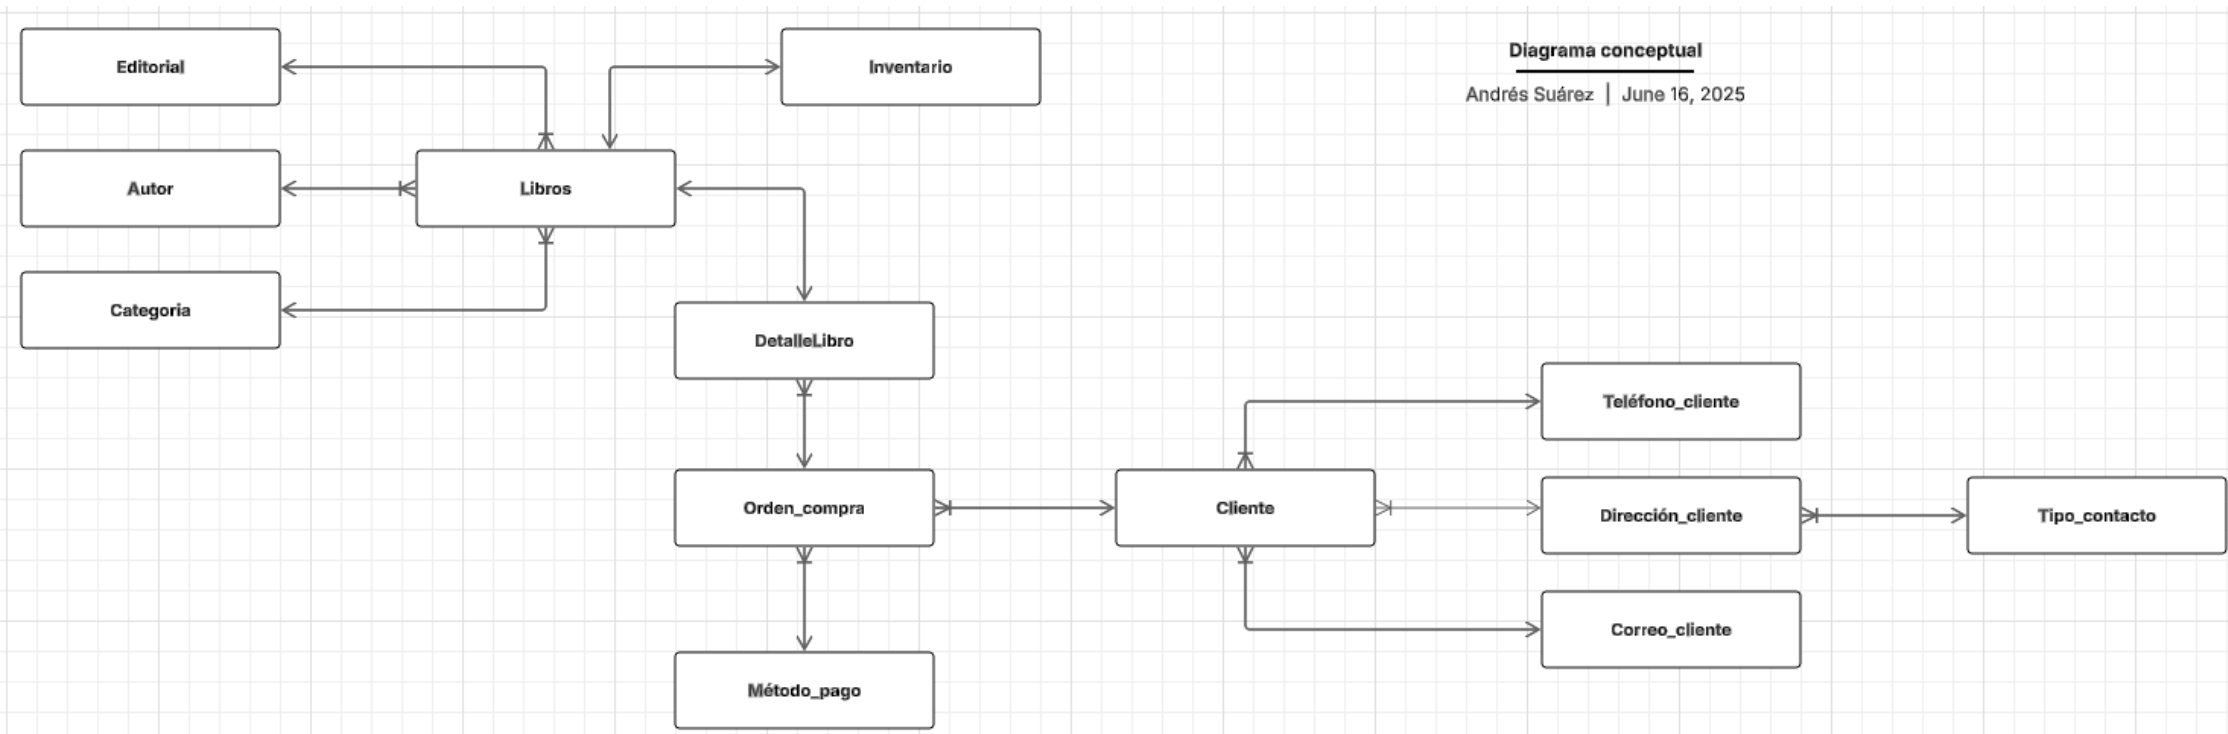 Diagrama conceptual
Andrés Suárez | June 16, 2025
Editorial
Inventario
Autor
Libros
Categoria
DetalleLibro
Teléfono_cliente
Orden_compra
Cliente
Dirección_cliente
Tipo_contacto
Correo_cliente
Método_pago